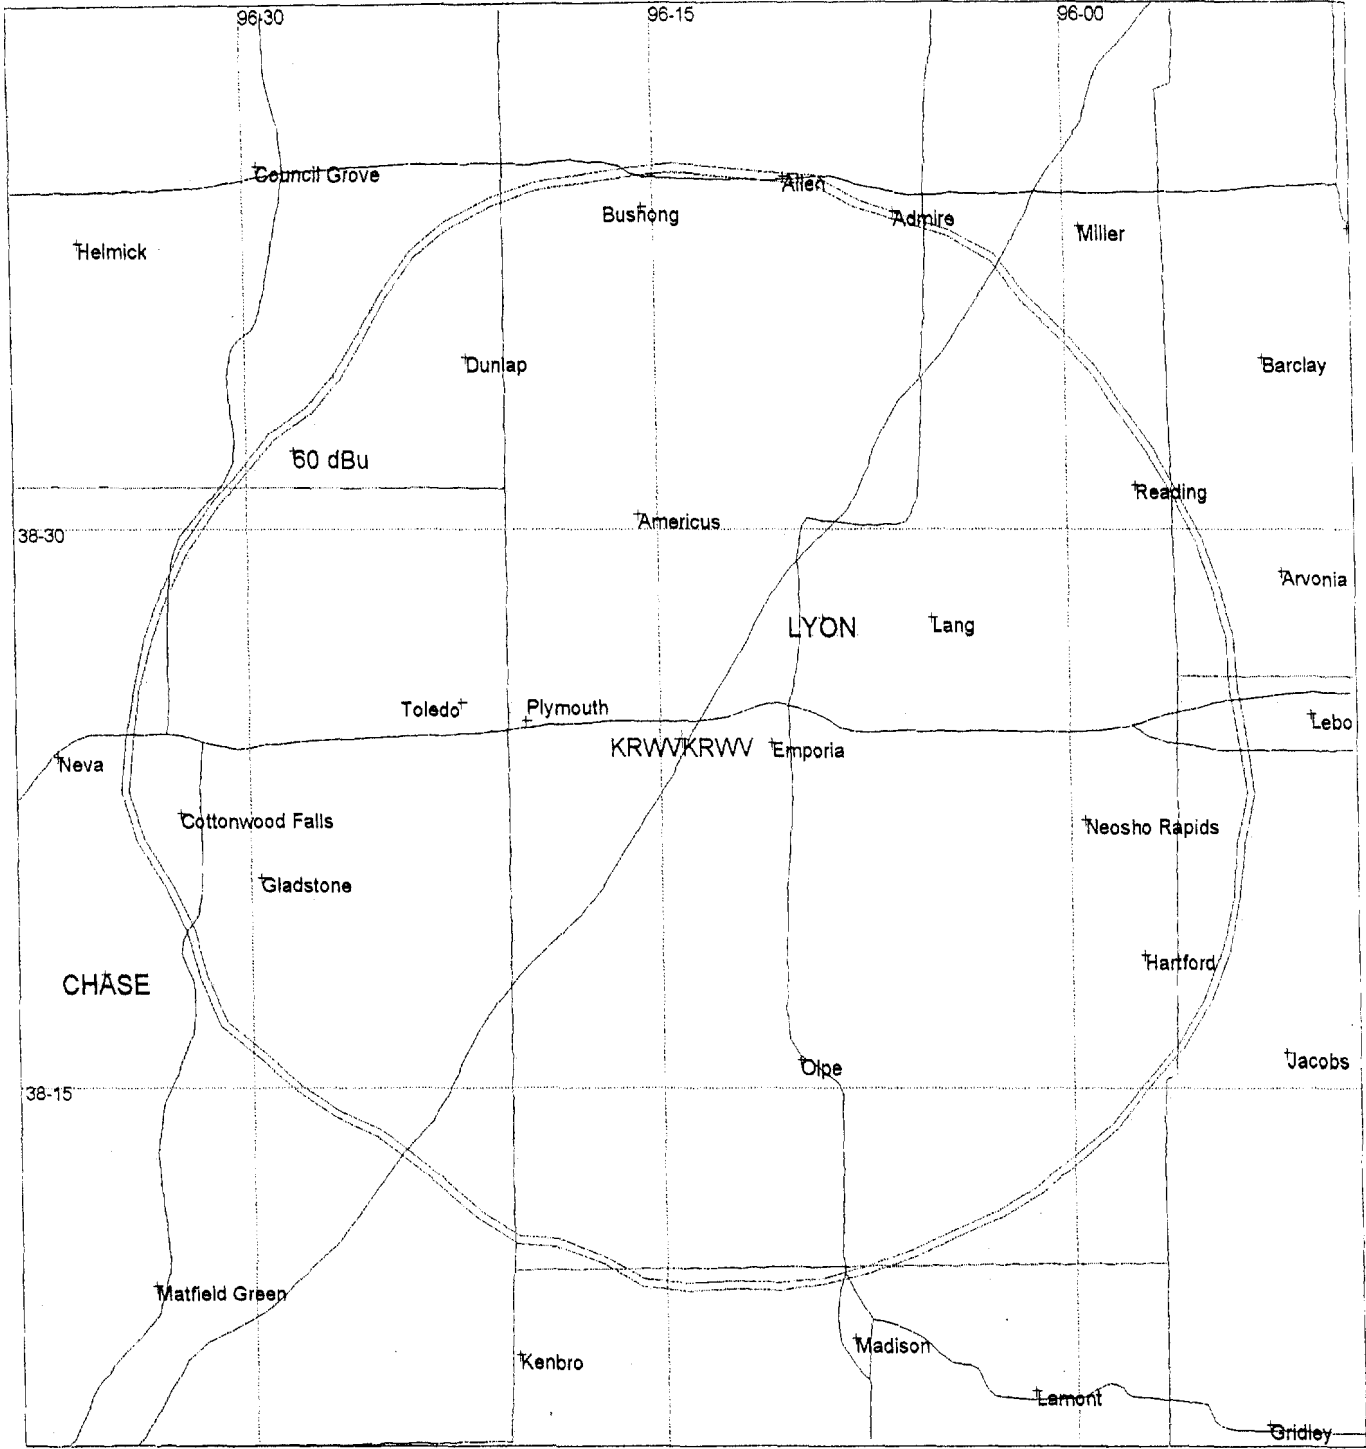 96-30
96-15
96-00
Council Grove
Allen
Bushong
Admire
Miller
Helmick
Dunlap
Barclay
60 dBu
Reading
Americus
38-30
Arvonia
LYON
Lang
Toledo
Plymouth
Lebo
KRWVKRWV
Emporia
Neva
Cottonwood Falls
Neosho Rapids
Gladstone
Hartford
CHASE
Jacobs
Olpe
38-15
Matfield Green
Madison
Kenbro
Lamont
Gridley